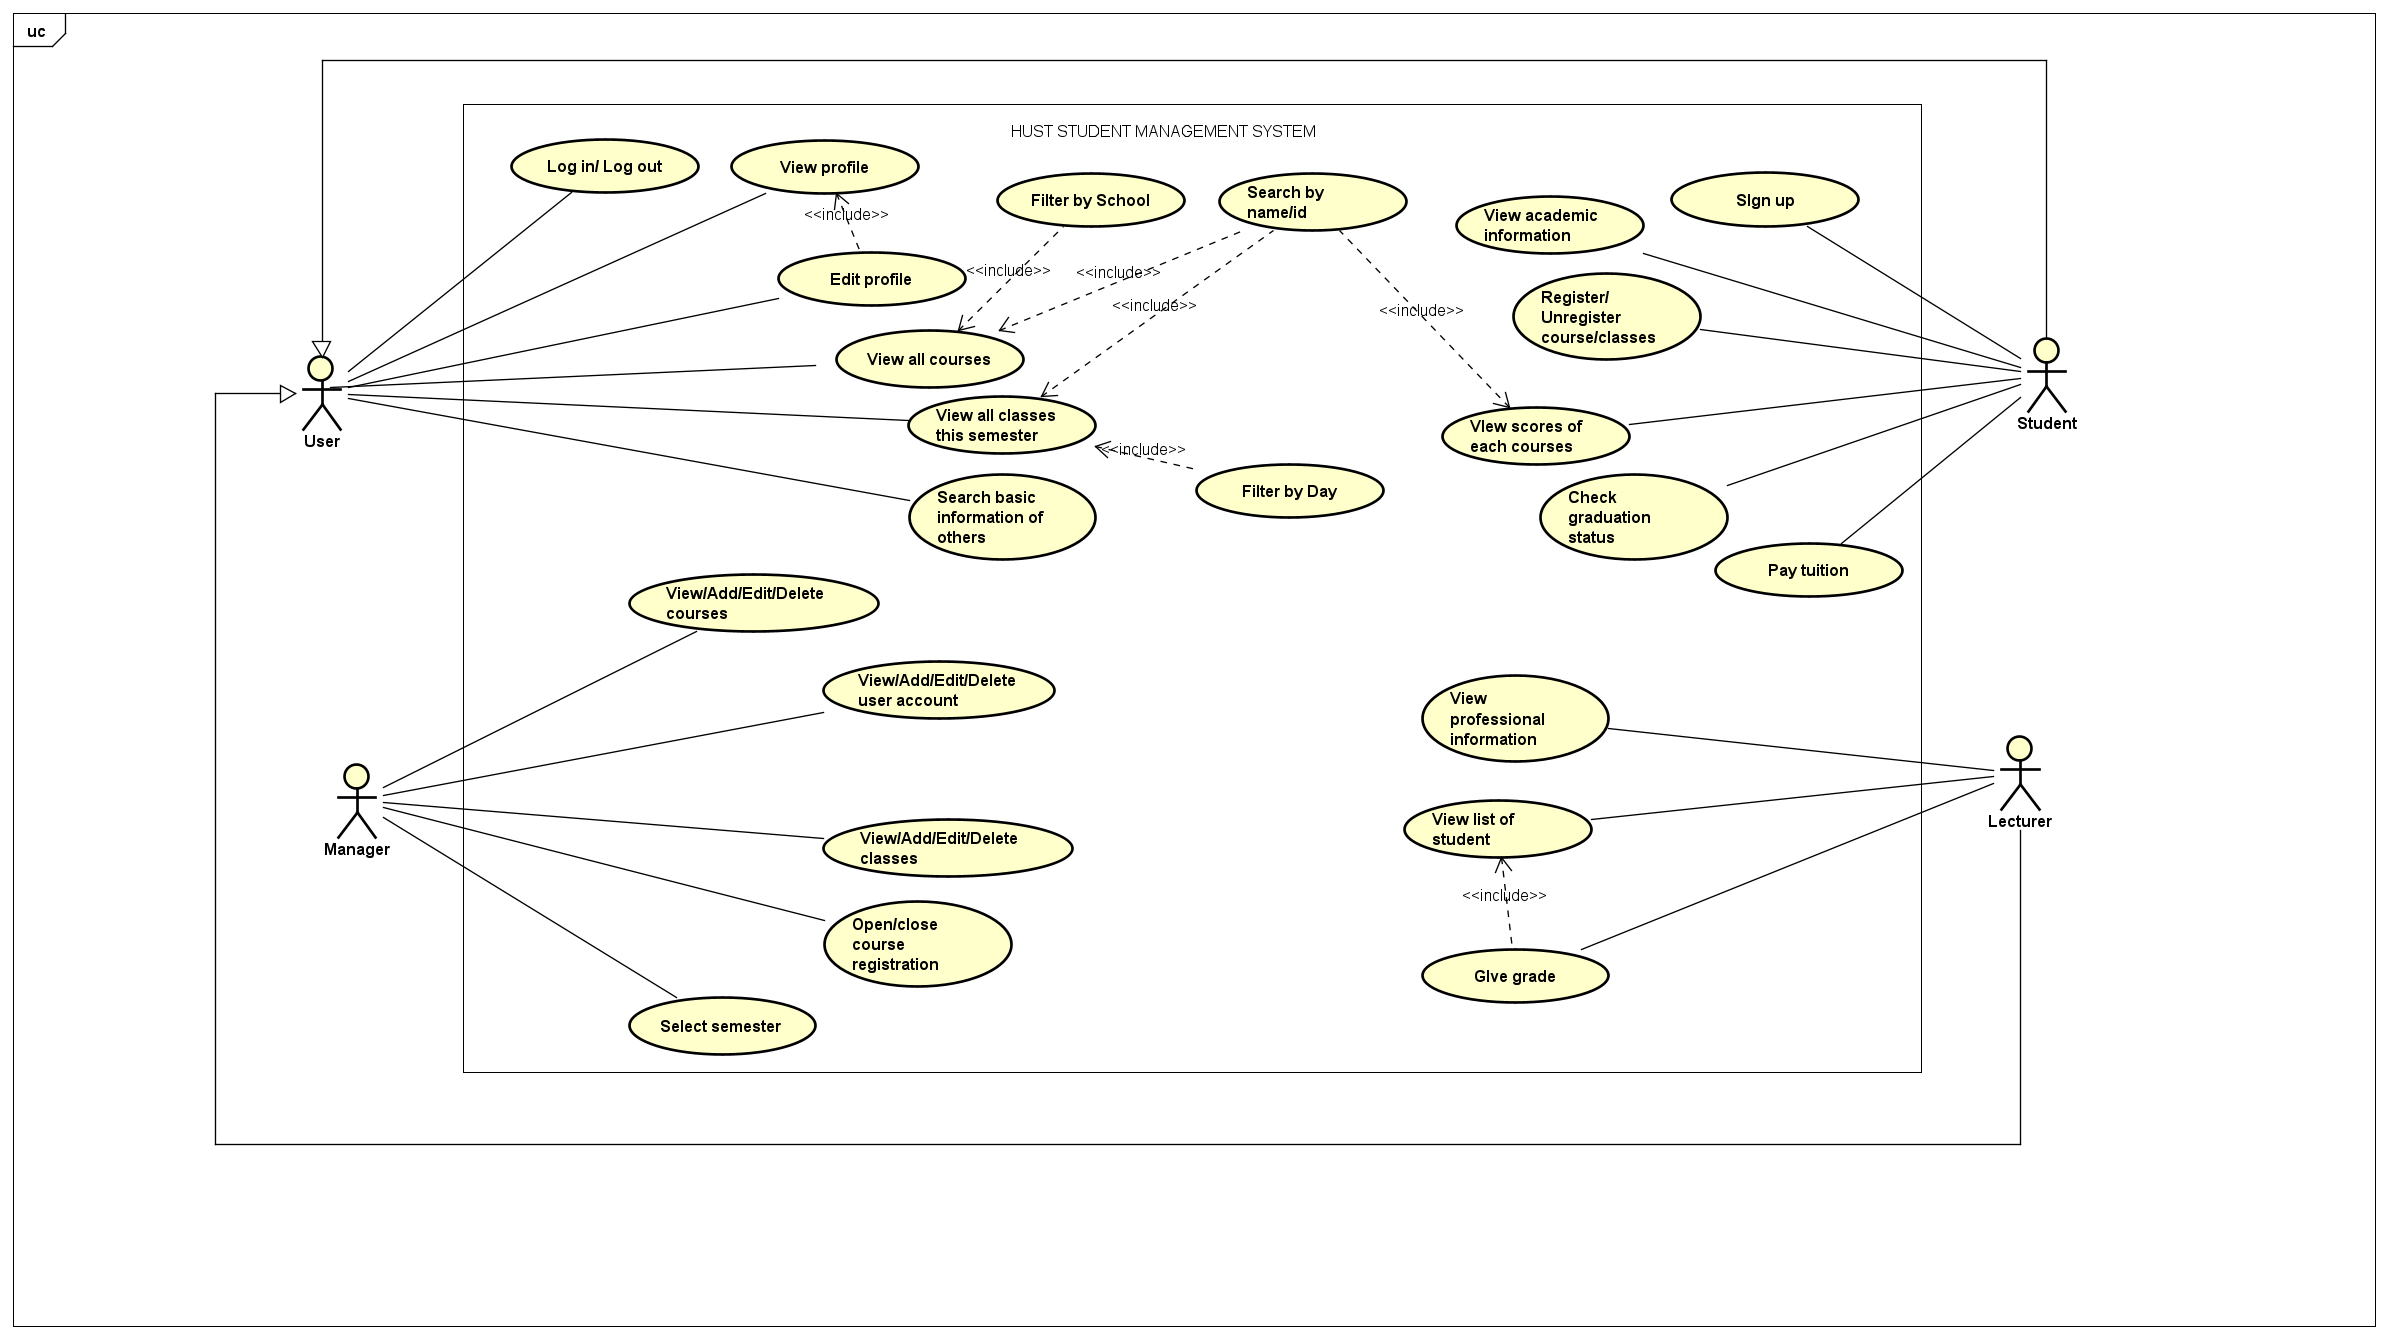 uc
HUST STUDENT MANAGEMENT SYSTEM
Log in/ Log out
View profile
<<include>>
Edit profile
Filter by School
Search by
name/id
<<include>>
<<include>>
<<include>>
<<include>>
View all courses
View all classes
this semester
<<include>>
Filter by Day
Search basic
information of
others
User
View academic
information
SIgn up
Register/
Unregister
course/classes
VIew scores of
each courses
Check
graduation
status
Pay tuition
Student
View/Add/Edit/Delete
courses
View/Add/Edit/Delete
user account
View/Add/Edit/Delete
classes
Open/close
course
registration
Select semester
Manager
View
professional
information
View list of
student
<<include>>
GIve grade
Lecturer